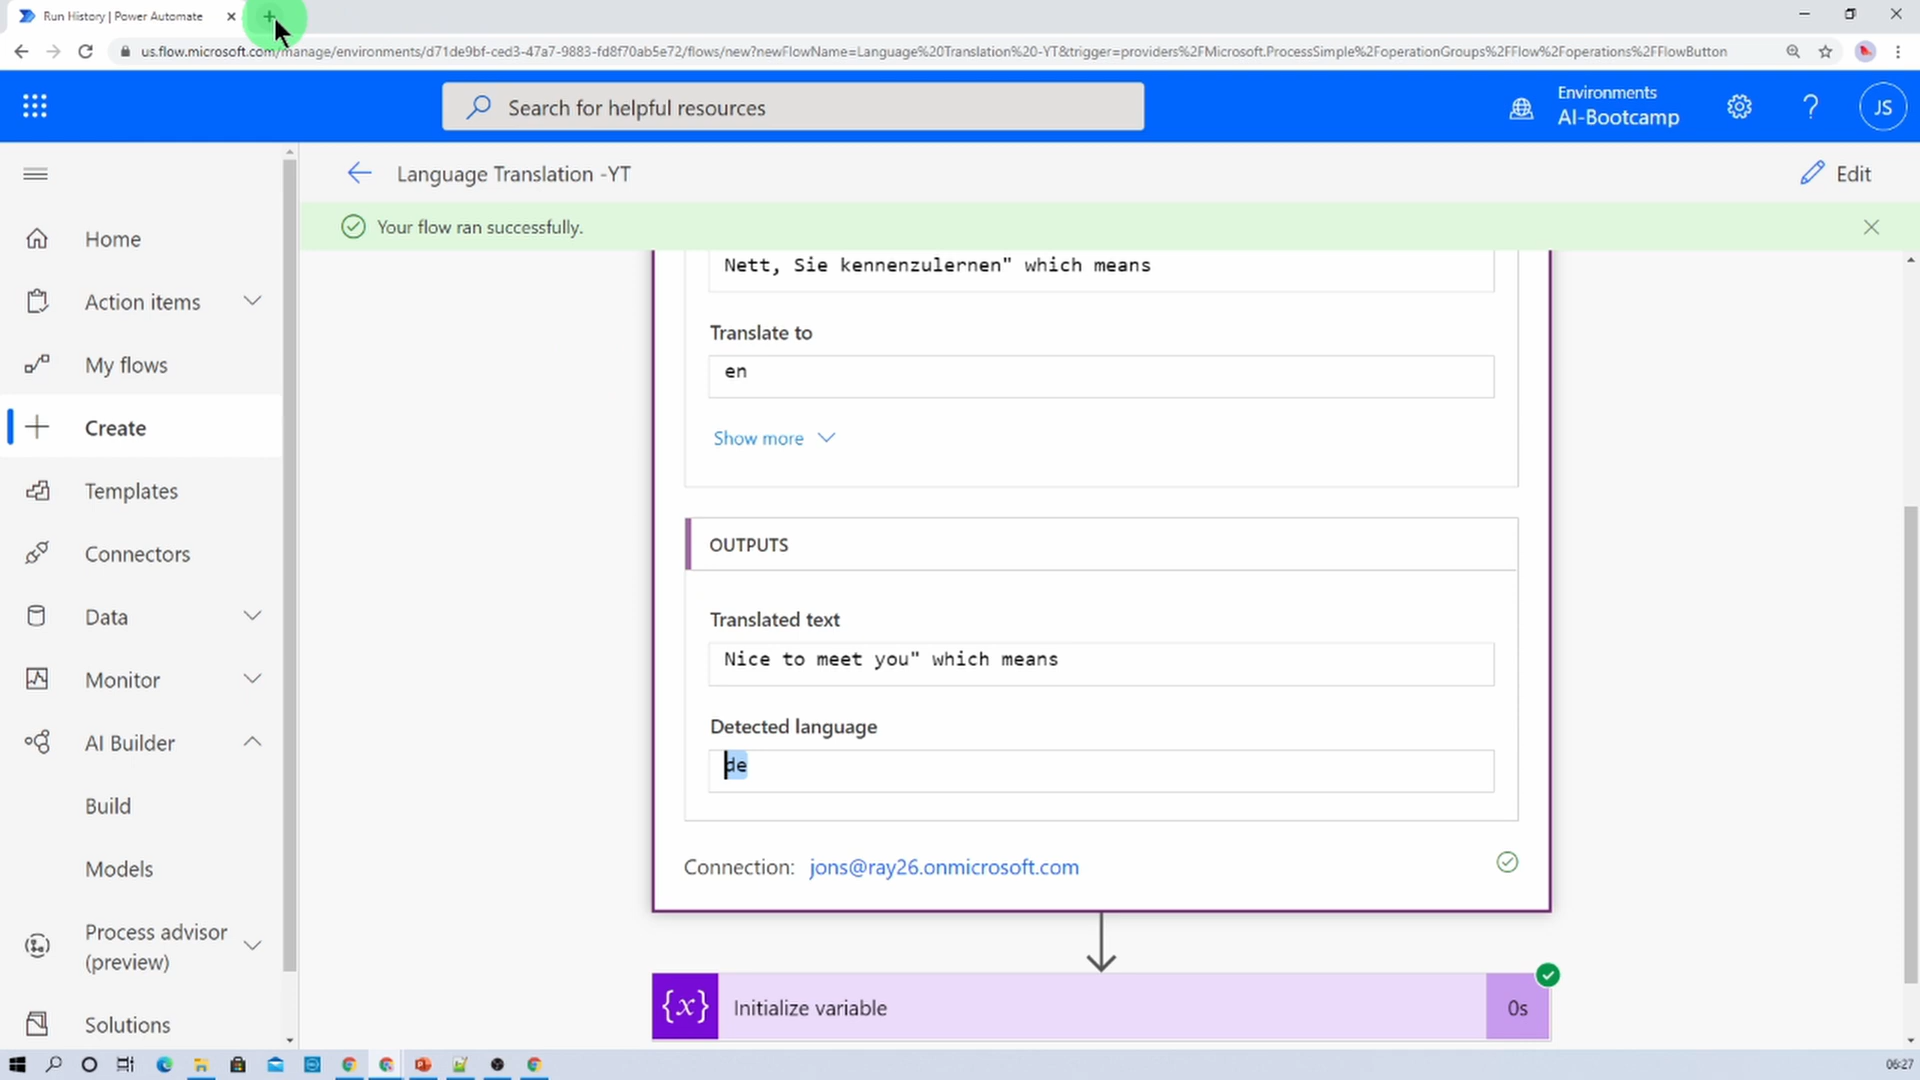 Run History | Power Automate
us.flow.microsoft.com/manage/environments/d71de9bf-ced3-47a7-9883-fd8f70ab5e72/flows/new?newFlowName=Language%20Translation%20-YT&trigger=providers%2FMicrosoft.ProcessSimple%2FoperationGroups%2FFlow%2Foperations%2FFlowButton
Search for helpful resources
Environments
AI-Bootcamp
JS
Language Translation -YT
Edit
Your flow ran successfully.
Home
Action items
My flows
Create
Templates
Connectors
Data
Monitor
AI Builder
Build
Models
Process advisor
(preview)
Solutions
Nett, Sie kennenzulernen" which means
Translate to
en
Show more
OUTPUTS
Translated text
Nice to meet you" which means
Detected language
de
Connection: jons@ray26.onmicrosoft.com
{x} Initialize variable 0s
06:27